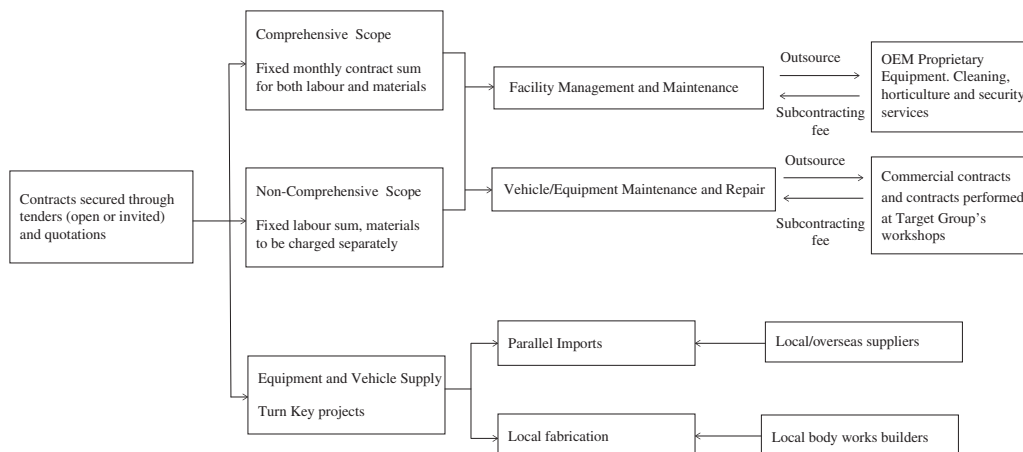 Comprehensive Scope
Fixed monthly contract sum
for both labour and materials
Facility Management and Maintenance
Outsource
Subcontracting
fee
OEM Proprietary
Equipment. Cleaning,
horticulture and security
services
Contracts secured through
tenders (open or invited)
and quotations
Non-Comprehensive Scope
Fixed labour sum, materials
to be charged separately
Vehicle/Equipment Maintenance and Repair
Outsource
Subcontracting
fee
Commercial contracts
and contracts performed
at Target Group's
workshops
Equipment and Vehicle Supply
Turn Key projects
Parallel Imports
Local/overseas suppliers
Local fabrication
Local body works builders